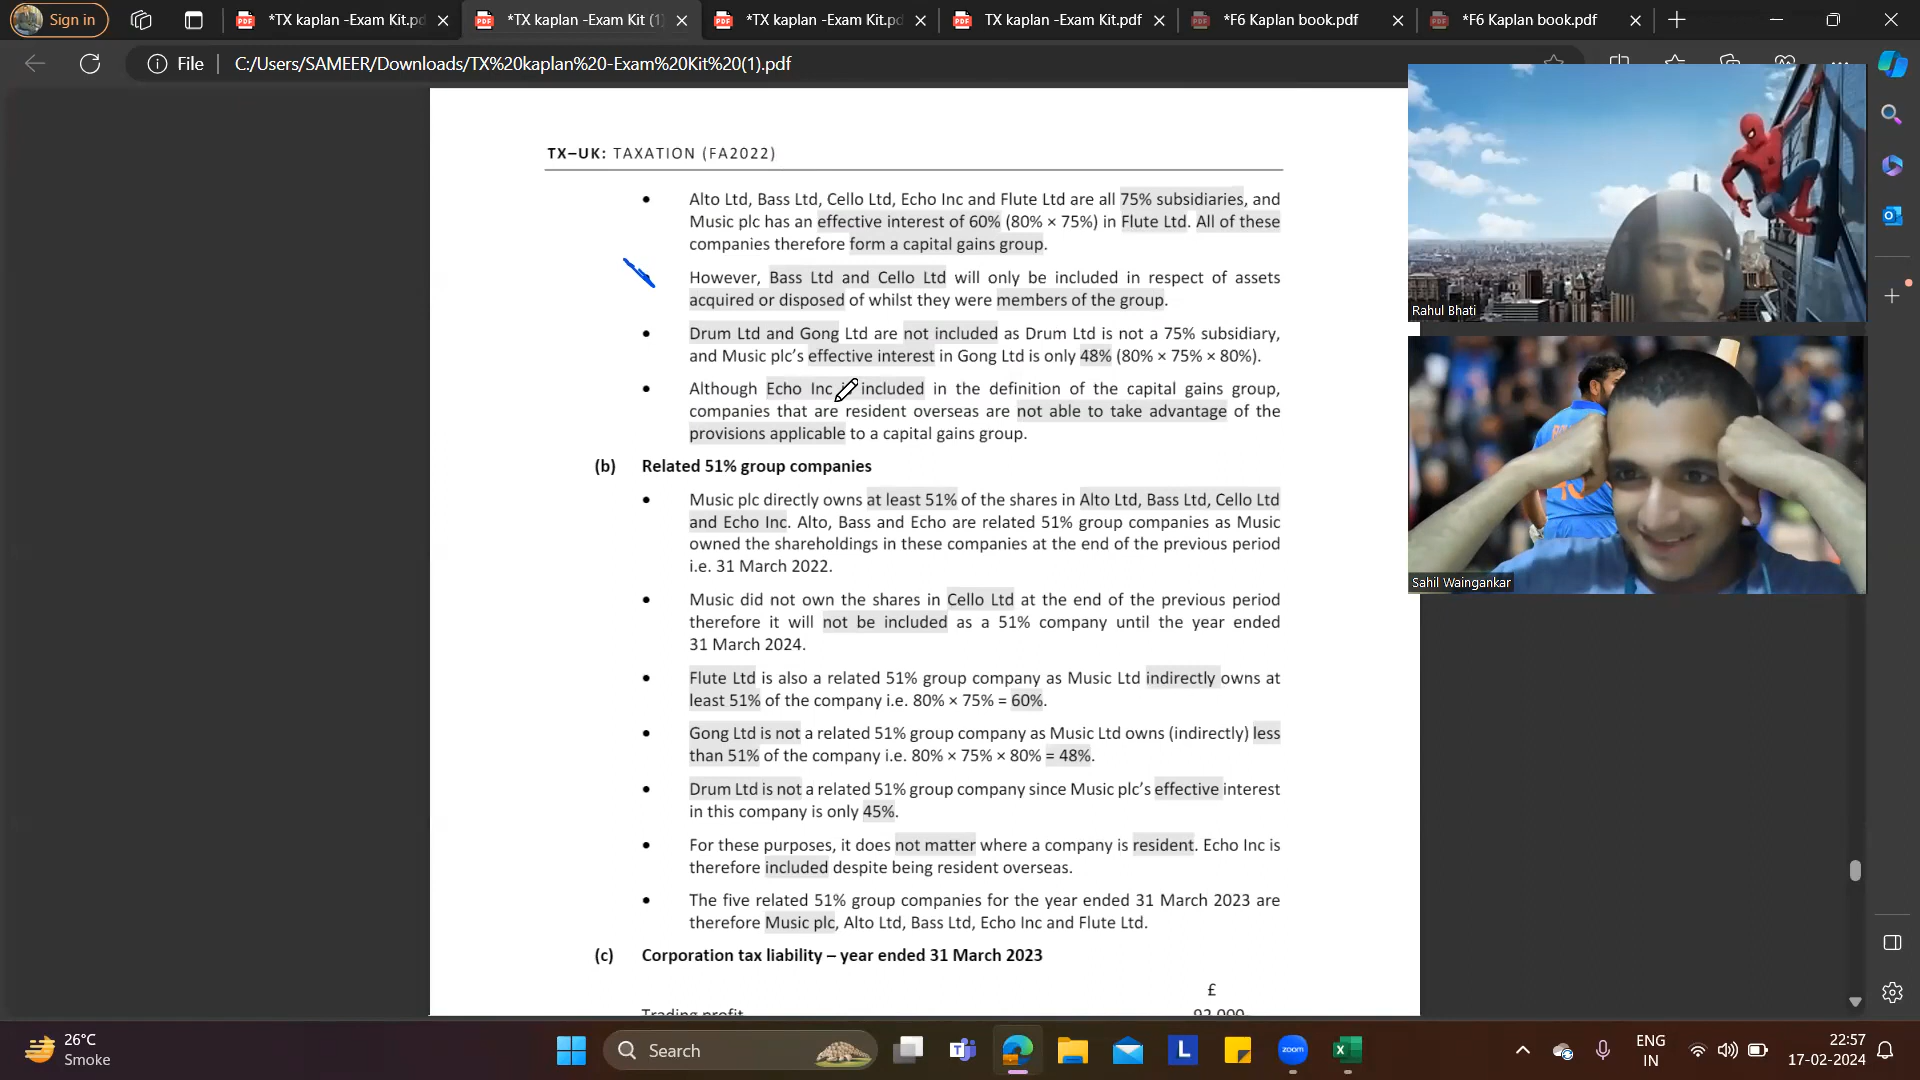 Sign in
*TX kaplan -Exam Kit.pd
*TX kaplan -Exam Kit (1)
*TX kaplan -Exam Kit.pd
TX kaplan -Exam Kit.pdf
*F6 Kaplan book.pdf
*F6 Kaplan book.pdf
File
C:/Users/SAMEER/Downloads/TX%20kaplan%20-Exam%20Kit%20(1).pdf
TX–UK: TAXATION (FA2022)
• Alto Ltd, Bass Ltd, Cello Ltd, Echo Inc and Flute Ltd are all 75% subsidiaries, and
Music plc has an effective interest of 60% (80% × 75%) in Flute Ltd. All of these
companies therefore form a capital gains group.
However, Bass Ltd and Cello Ltd will only be included in respect of assets
acquired or disposed of whilst they were members of the group.
• Drum Ltd and Gong Ltd are not included as Drum Ltd is not a 75% subsidiary,
and Music plc’s effective interest in Gong Ltd is only 48% (80% × 75% × 80%).
• Although Echo Inc included in the definition of the capital gains group,
companies that are resident overseas are not able to take advantage of the
provisions applicable to a capital gains group.
(b) Related 51% group companies
• Music plc directly owns at least 51% of the shares in Alto Ltd, Bass Ltd, Cello Ltd
and Echo Inc. Alto, Bass and Echo are related 51% group companies as Music
owned the shareholdings in these companies at the end of the previous period
i.e. 31 March 2022.
• Music did not own the shares in Cello Ltd at the end of the previous period
therefore it will not be included as a 51% company until the year ended
31 March 2024.
• Flute Ltd is also a related 51% group company as Music Ltd indirectly owns at
least 51% of the company i.e. 80% × 75% = 60%.
• Gong Ltd is not a related 51% group company as Music Ltd owns (indirectly) less
than 51% of the company i.e. 80% × 75% × 80% = 48%.
• Drum Ltd is not a related 51% group company since Music plc’s effective interest
in this company is only 45%.
• For these purposes, it does not matter where a company is resident. Echo Inc is
therefore included despite being resident overseas.
• The five related 51% group companies for the year ended 31 March 2023 are
therefore Music plc, Alto Ltd, Bass Ltd, Echo Inc and Flute Ltd.
(c) Corporation tax liability – year ended 31 March 2023
£
Trading profit 92,000
Rahul Bhati
Sahil Waingankar
26°C
Smoke
Search
zoom
ENG
IN
22:57
17-02-2024